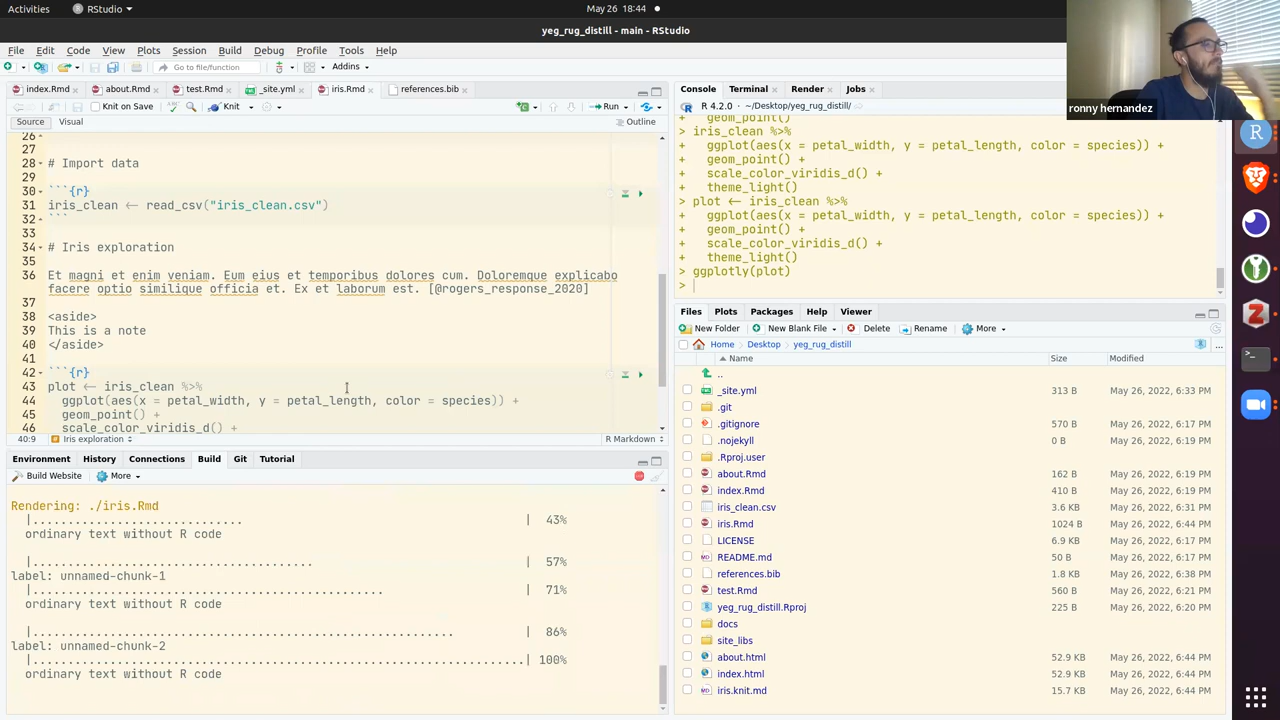 Activities RStudio May 26 18:44
yeg_rug_distill - main - RStudio
File Edit Code View Plots Session Build Debug Profile Tools Help
Go to file/function Addins
index.Rmd about.Rmd test.Rmd _site.yml iris.Rmd references.bib
Knit on Save Knit Run
Source Visual Outline
26
27
28 # Import data
29
30 ```{r}
31 iris_clean <- read_csv("iris_clean.csv")
32 ```
33
34 # Iris exploration
35
36 Et magni et enim veniam. Eum eius et temporibus dolores cum. Doloremque explicabo
facere optio similique officia et. Ex et laborum est. [@rogers_response_2020]
37
38 <aside>
39 This is a note
40 </aside>
41
42 ```{r}
43 plot <- iris_clean %>%
44 ggplot(aes(x = petal_width, y = petal_length, color = species)) +
45 geom_point() +
46 scale_color_viridis_d() +
40:9 Iris exploration R Markdown
Environment History Connections Build Git Tutorial
Build Website More
Rendering: ./iris.Rmd
|.............................. | 43%
ordinary text without R code
|........................................ | 57%
label: unnamed-chunk-1
|.................................................. | 71%
ordinary text without R code
|............................................................ | 86%
label: unnamed-chunk-2
|......................................................................| 100%
ordinary text without R code
Console Terminal Render Jobs
R 4.2.0 · ~/Desktop/yeg_rug_distill/
+ geom_point()
> iris_clean %>%
+ ggplot(aes(x = petal_width, y = petal_length, color = species)) +
+ geom_point() +
+ scale_color_viridis_d() +
+ theme_light()
> plot <- iris_clean %>%
+ ggplot(aes(x = petal_width, y = petal_length, color = species)) +
+ geom_point() +
+ scale_color_viridis_d() +
+ theme_light()
> ggplotly(plot)
>
Files Plots Packages Help Viewer
New Folder New Blank File Delete Rename More
Home Desktop yeg_rug_distill ...
Name Size Modified
..
_site.yml 313 B May 26, 2022, 6:33 PM
.git
.gitignore 570 B May 26, 2022, 6:17 PM
.nojekyll 0 B May 26, 2022, 6:19 PM
.Rproj.user
about.Rmd 162 B May 26, 2022, 6:19 PM
index.Rmd 410 B May 26, 2022, 6:19 PM
iris_clean.csv 3.6 KB May 26, 2022, 6:31 PM
iris.Rmd 1024 B May 26, 2022, 6:44 PM
LICENSE 6.9 KB May 26, 2022, 6:17 PM
README.md 50 B May 26, 2022, 6:17 PM
references.bib 1.8 KB May 26, 2022, 6:38 PM
test.Rmd 560 B May 26, 2022, 6:21 PM
yeg_rug_distill.Rproj 225 B May 26, 2022, 6:20 PM
docs
site_libs
about.html 52.9 KB May 26, 2022, 6:44 PM
index.html 52.9 KB May 26, 2022, 6:44 PM
iris.knit.md 15.7 KB May 26, 2022, 6:44 PM
ronny hernandez